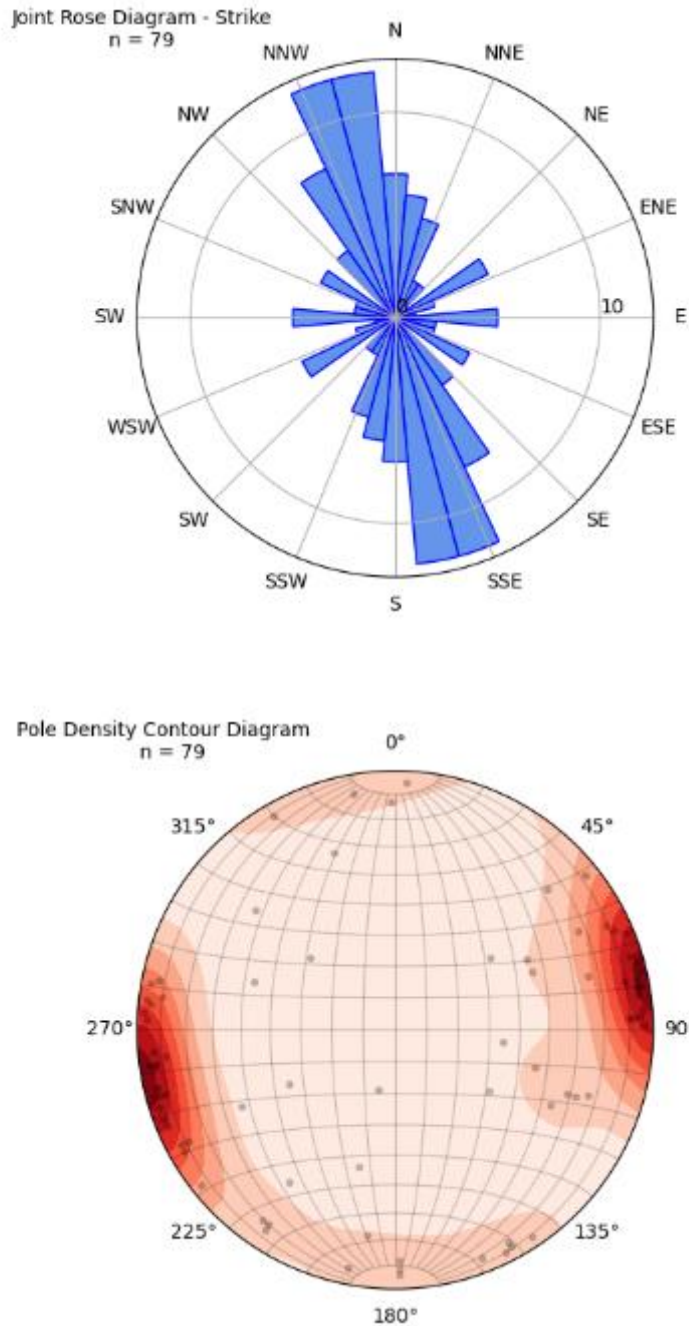 Joint Rose Diagram - Strike
n = 79
N
NNW
NNE
NW
NE
SNW
ENE
0
10
SW
E
WSW
ESE
SW
SE
SSW
SSE
S
Pole Density Contour Diagram
n = 79
0°
315°
45°
270°
90
225°
135°
180°